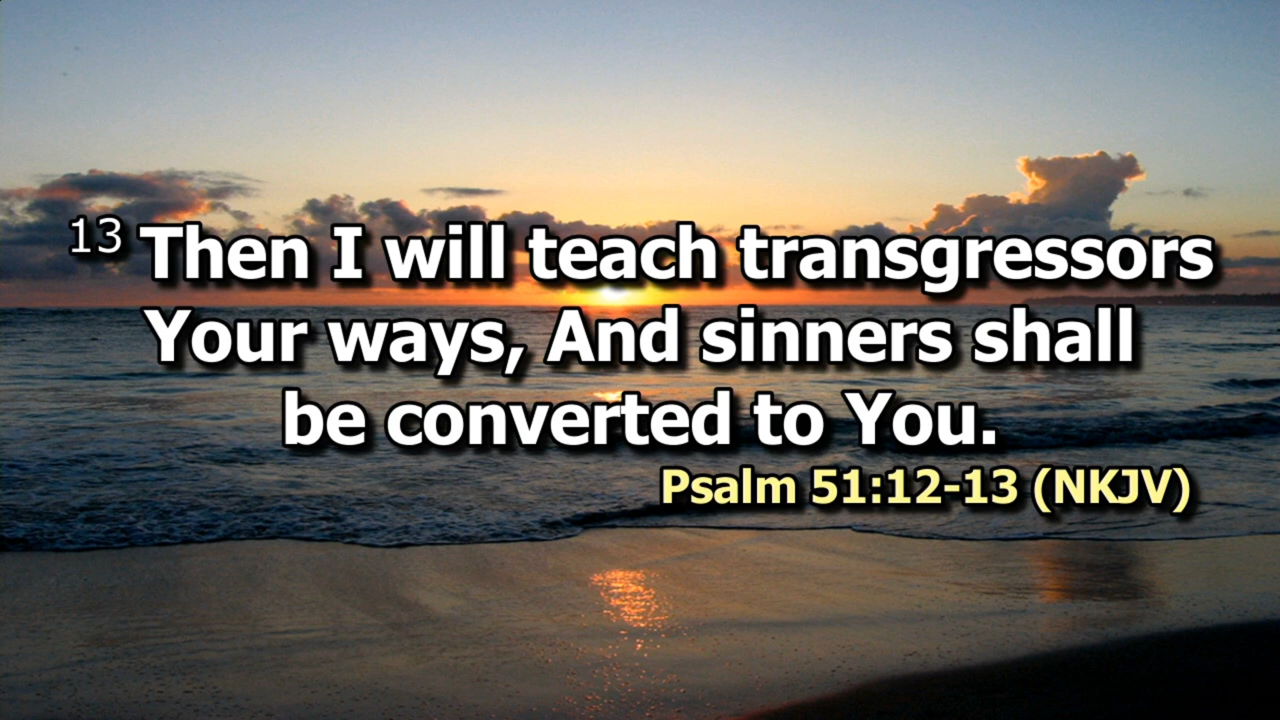 13 Then I will teach transgressors
Your ways, And sinners shall
be converted to You.
Psalm 51:12-13 (NKJV)